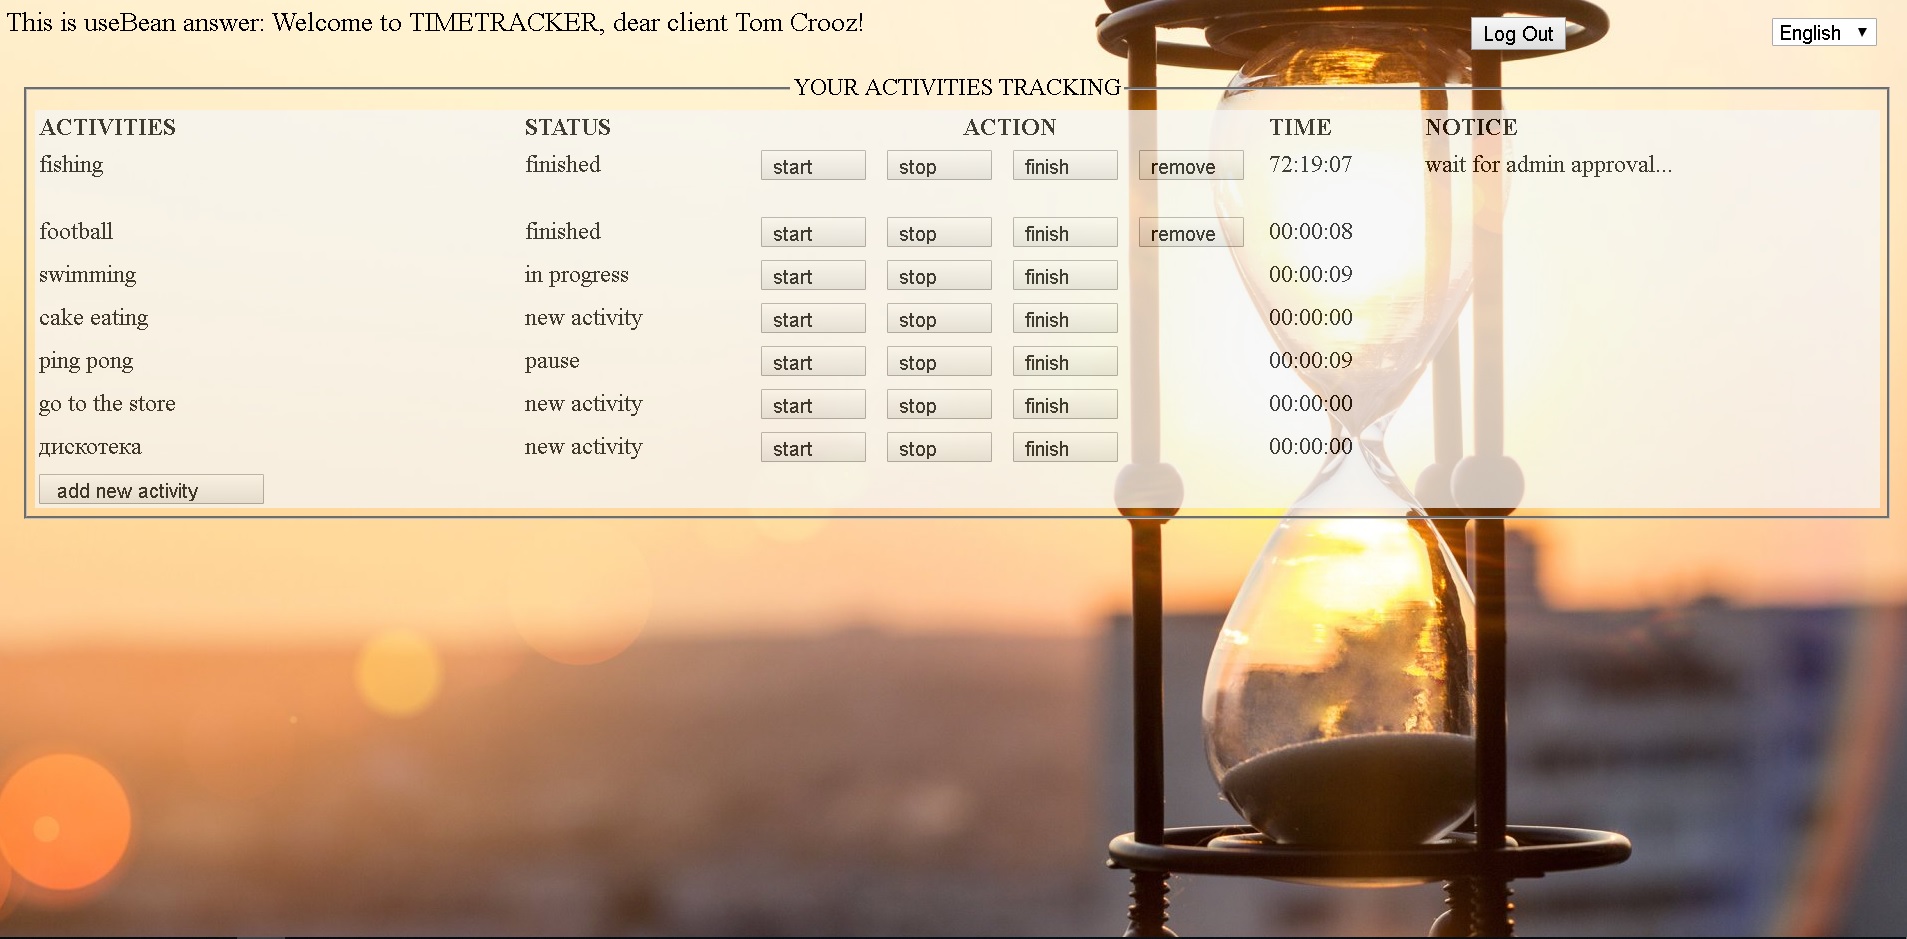 This is useBean answer: Welcome to TIMETRACKER, dear client Tom Crooz!
Log Out
English
YOUR ACTIVITIES TRACKING
ACTIVITIES STATUS ACTION TIME NOTICE
fishing finished start stop finish remove 72:19:07 wait for admin approval...
football finished start stop finish remove 00:00:08
swimming in progress start stop finish 00:00:09
cake eating new activity start stop finish 00:00:00
ping pong pause start stop finish 00:00:09
go to the store new activity start stop finish 00:00:00
дискотека new activity start stop finish 00:00:00
add new activity